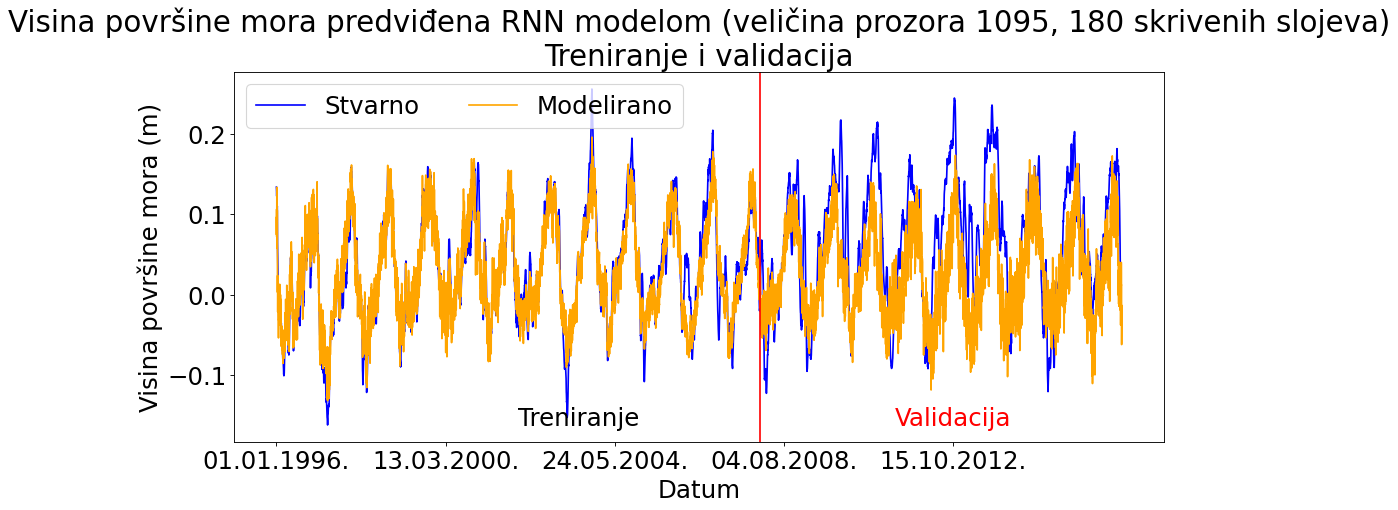 Visina površine mora predviđena RNN modelom (veličina prozora 1095, 180 skrivenih slojeva)
Treniranje i validacija
Stvarno
Modelirano
Visina površine mora (m)
0.2
0.1
0.0
−0.1
Treniranje
Validacija
01.01.1996.
13.03.2000.
24.05.2004.
04.08.2008.
15.10.2012.
Datum